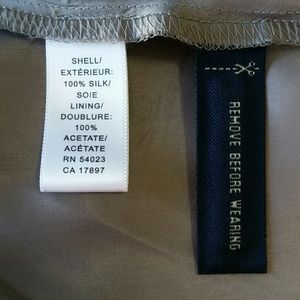 SHELL/
EXTÉRIEUR:
100% SILK/
SOIE
LINING/
DOUBLURE:
100%
ACETATE/
ACÉTATE
RN 54023
CA 17897
REMOVE BEFORE WEARING